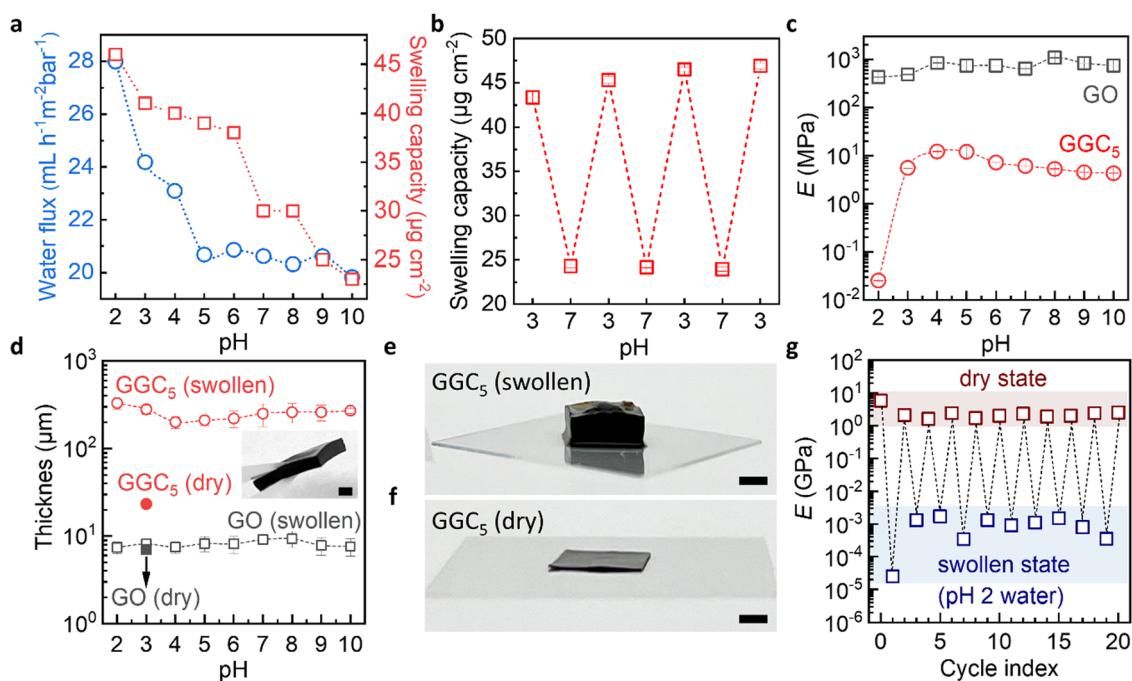 a
Water flux (mL h⁻¹m⁻²bar⁻¹)
28
26
24
22
20
45
40
35
30
25
Swelling capacity (µg cm⁻²)
2 3 4 5 6 7 8 9 10
pH
b
Swelling capacity (µg cm⁻²)
50
45
40
35
30
25
20
3 7 3 7 3 7 3
pH
c
E (MPa)
10³
10²
10¹
10⁰
10⁻¹
10⁻²
GO
GGC₅
2 3 4 5 6 7 8 9 10
pH
d
Thicknes (µm)
10³
10²
10¹
10⁰
GGC₅ (swollen)
GGC₅ (dry)
GO (swollen)
GO (dry)
2 3 4 5 6 7 8 9 10
pH
e
GGC₅ (swollen)
f
GGC₅ (dry)
g
E (GPa)
10²
10¹
10⁰
10⁻¹
10⁻²
10⁻³
10⁻⁴
10⁻⁵
10⁻⁶
dry state
swollen state
(pH 2 water)
0 5 10 15 20
Cycle index